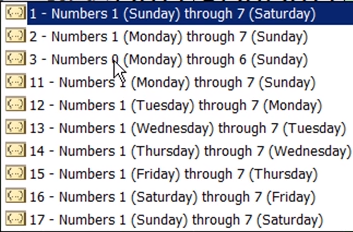 1 - Numbers 1 (Sunday) through 7 (Saturday)
2 - Numbers 1 (Monday) through 7 (Sunday)
3 - Numbers 0 (Monday) through 6 (Sunday)
11 - Numbers 1 (Monday) through 7 (Sunday)
12 - Numbers 1 (Tuesday) through 7 (Monday)
13 - Numbers 1 (Wednesday) through 7 (Tuesday)
14 - Numbers 1 (Thursday) through 7 (Wednesday)
15 - Numbers 1 (Friday) through 7 (Thursday)
16 - Numbers 1 (Saturday) through 7 (Friday)
17 - Numbers 1 (Sunday) through 7 (Saturday)